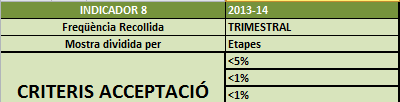 INDICADOR 8 2013-14
Freqüència Recollida TRIMESTRAL
Mostra dividida per Etapes
<5%
<1%
CRITERIS ACCEPTACIÓ <1%